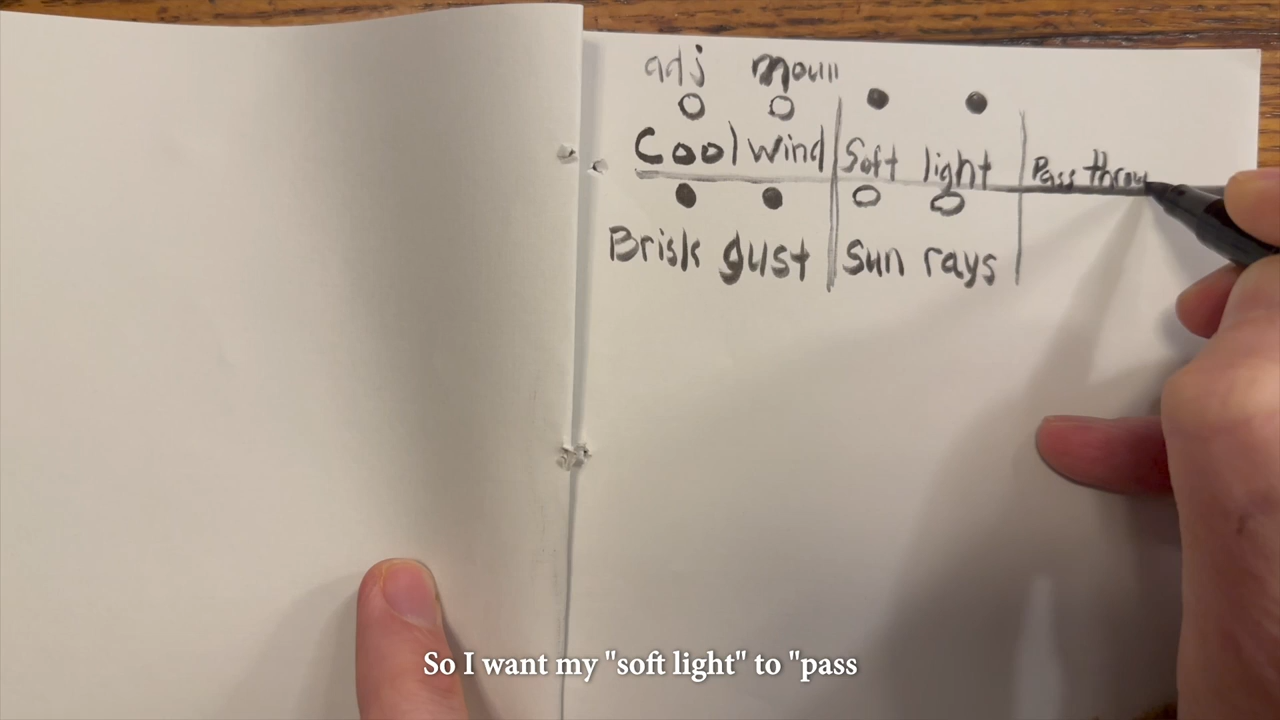 adj noun
Cool wind Soft light Pass throu
Brisk gust Sun rays
So I want my "soft light" to "pass